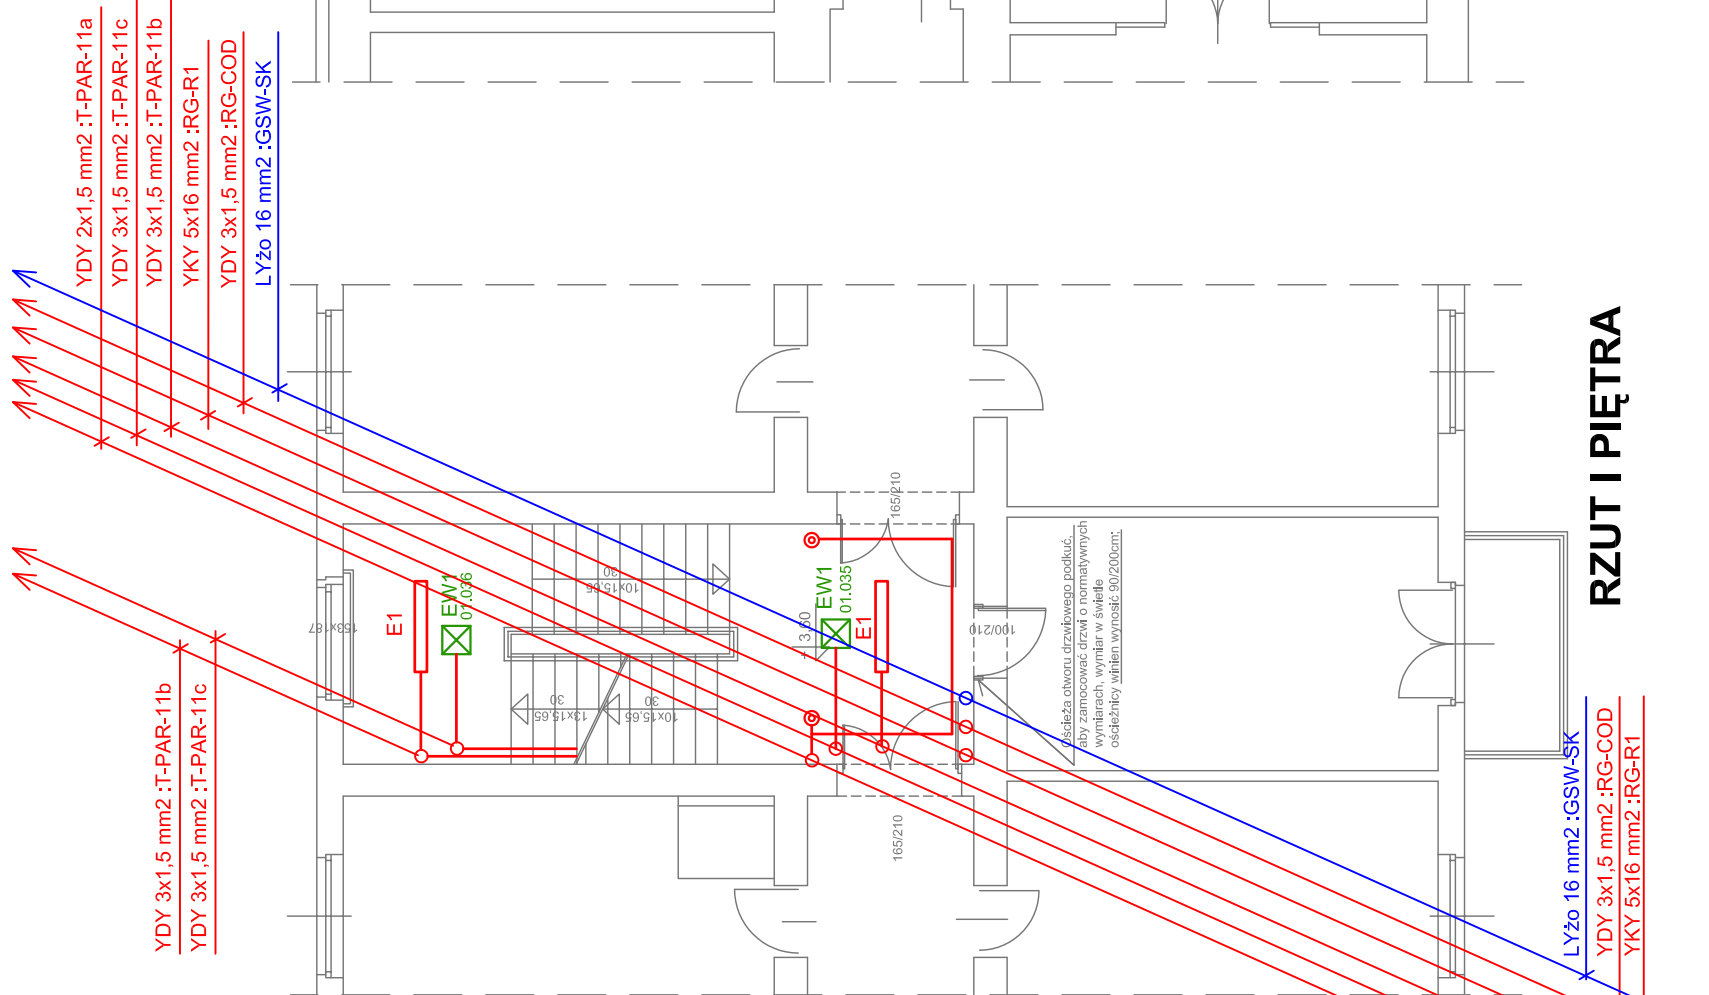 YDY 2x1,5 mm2 :T-PAR-11a
YDY 3x1,5 mm2 :T-PAR-11c
YDY 3x1,5 mm2 :T-PAR-11b
YKY 5x16 mm2 :RG-R1
YDY 3x1,5 mm2 :RG-COD
LYżo 16 mm2 :GSW-SK
YDY 3x1,5 mm2 :T-PAR-11b
YDY 3x1,5 mm2 :T-PAR-11c
153x187
E1
EW1
01.036
30
10x15,65
30
13x15,65
30
10x15,65
+ 3,60
EW1
01.035
E1
165/210
165/210
100/210
Ościeża otworu drzwiowego podkuć,
aby zamocować drzwi o normatywnych
wymiarach, wymiar w świetle
ościeżnicy winien wynosić 90/200cm;
RZUT I PIĘTRA
LYżo 16 mm2 :GSW-SK
YDY 3x1,5 mm2 :RG-COD
YKY 5x16 mm2 :RG-R1